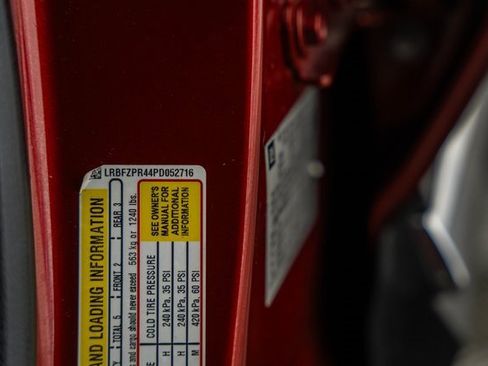 LRBFZPR44PD052716
AND LOADING INFORMATION
TOTAL 5 FRONT 2 REAR 3
and cargo should never exceed 563 kg or 1240 lbs.
COLD TIRE PRESSURE
SEE OWNER'S
MANUAL FOR
ADDITIONAL
INFORMATION
H 240 kPa, 35 PSI
H 240 kPa, 35 PSI
M 420 kPa, 60 PSI